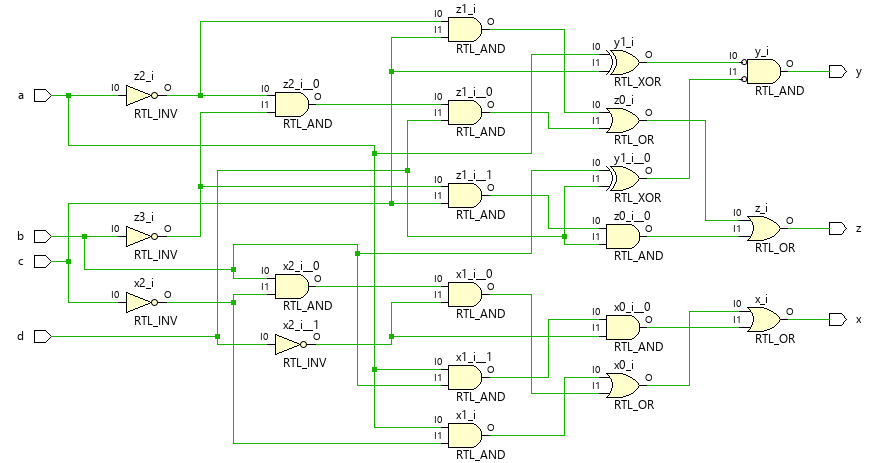 z1_i
I0 O
I1
RTL_AND
y1_i
I0 O
I1
RTL_XOR
y_i
I0 O
I1
RTL_AND
y
a
z2_i
I0 O
RTL_INV
z2_i__0
I0 O
I1
RTL_AND
z1_i__0
I0 O
I1
RTL_AND
z0_i
I0 O
I1
RTL_OR
z1_i__1
I0 O
I1
RTL_AND
y1_i__0
I0 O
I1
RTL_XOR
b
z3_i
I0 O
RTL_INV
z0_i__0
I0 O
I1
RTL_AND
z_i
I0 O
I1
RTL_OR
z
c
x2_i
I0 O
RTL_INV
x2_i__0
I0 O
I1
RTL_AND
x1_i__0
I0 O
I1
RTL_AND
d
x2_i__1
I0 O
RTL_INV
x0_i__0
I0 O
I1
RTL_AND
x_i
I0 O
I1
RTL_OR
x
x1_i__1
I0 O
I1
RTL_AND
x0_i
I0 O
I1
RTL_OR
x1_i
I0 O
I1
RTL_AND